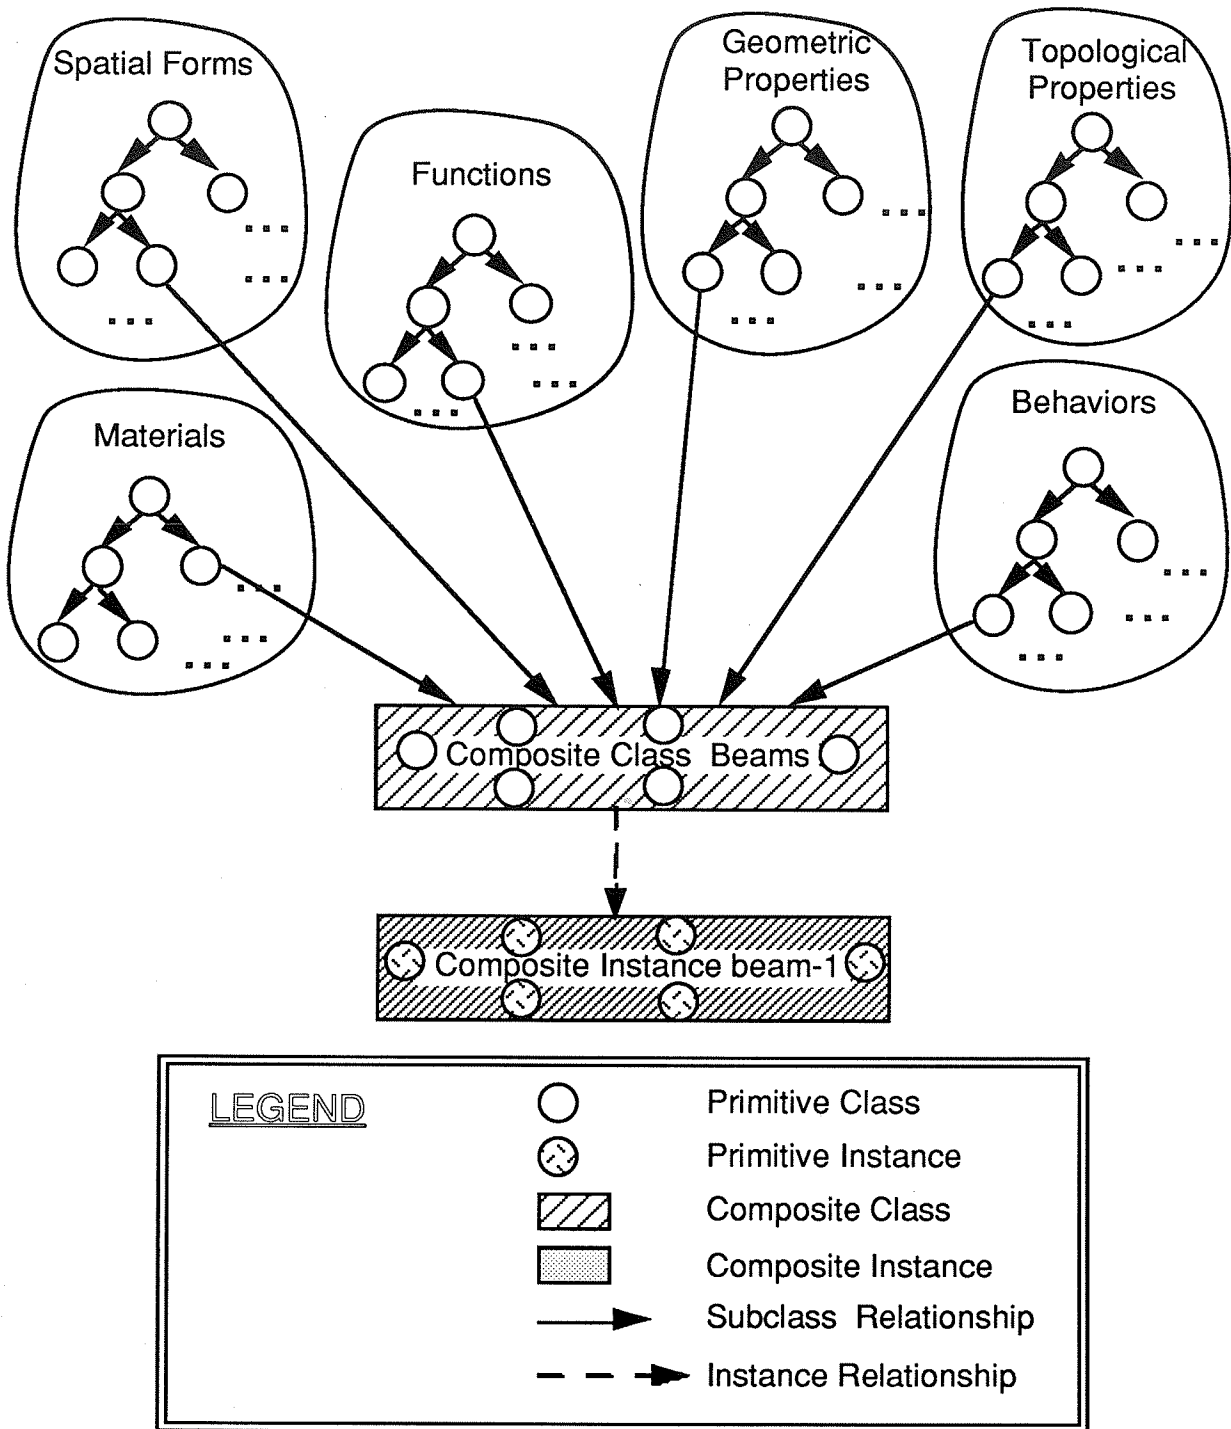 Spatial Forms
Functions
Geometric
Properties
Topological
Properties
Materials
Behaviors
Composite Class Beams
Composite Instance beam-1
LEGEND
Primitive Class
Primitive Instance
Composite Class
Composite Instance
Subclass Relationship
Instance Relationship